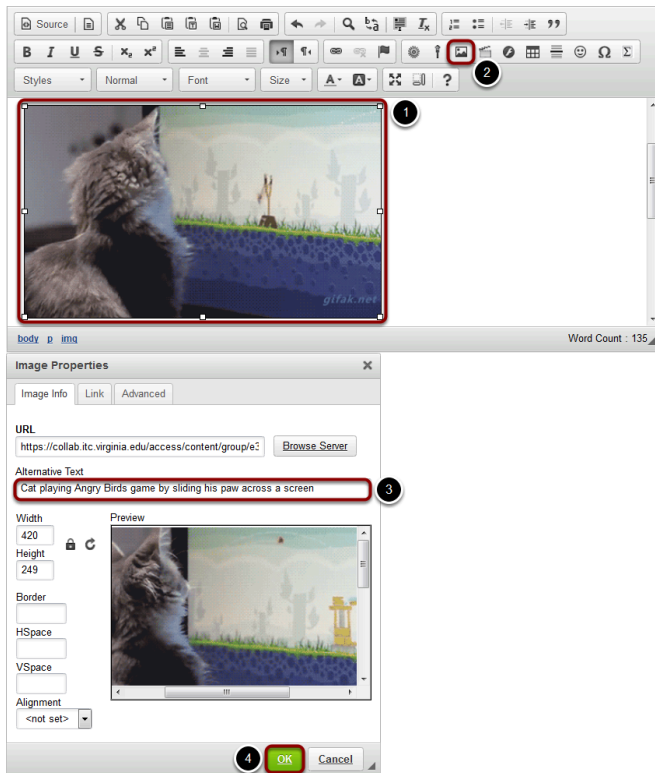 Source
B I U S x₂ x² ¶ ¶ Ω Σ
Styles Normal Font Size A A ?
1
2
gifak.net
body p img
Word Count : 135
Image Properties
Image Info Link Advanced
URL
https://collab.itc.virginia.edu/access/content/group/e3 Browse Server
Alternative Text
Cat playing Angry Birds game by sliding his paw across a screen
3
Width Preview
420
Height
249
Border
HSpace
VSpace
Alignment
<not set>
4 OK Cancel